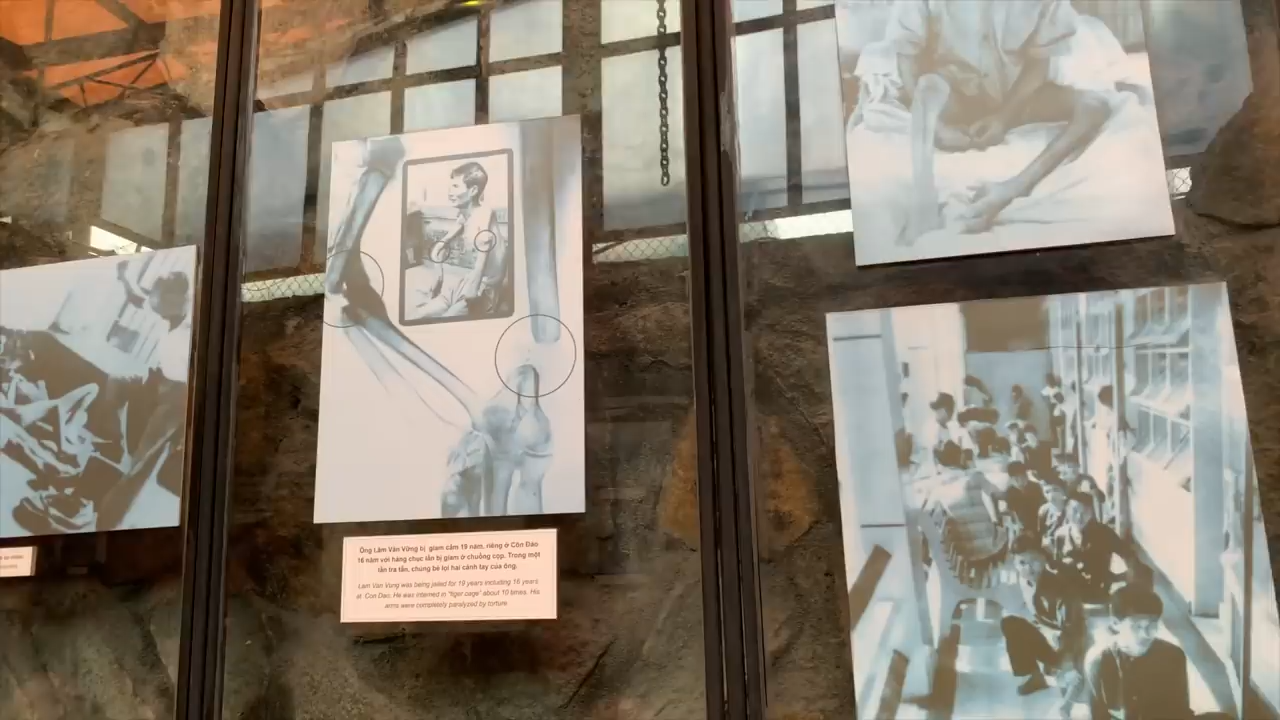 Ông Lâm Văn Vững bị giam cầm 19 năm, riêng ở Côn Đảo
16 năm với hàng chục lần bị giam ở chuồng cọp. Trong một
lần tra tấn, chúng bẻ lọi hai cánh tay của ông.
Lam Van Vung was being jailed for 19 years including 16 years
at Con Dao. He was interned in "tiger cage" about 10 times. His
arms were completely paralyzed by torture.